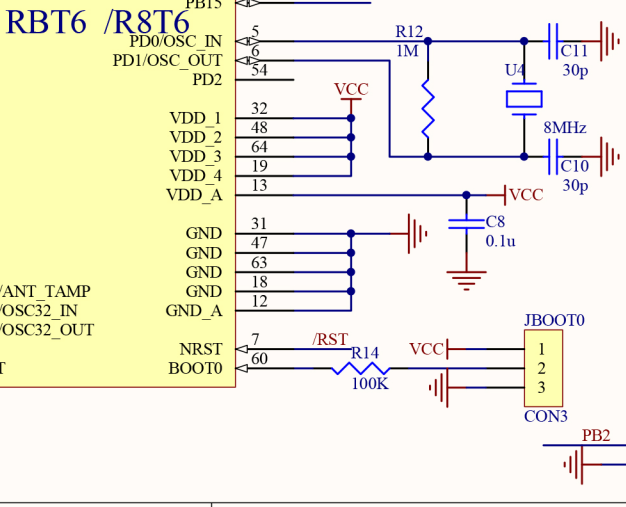 PB15
RBT6 /R8T6
PD0/OSC_IN 5
PD1/OSC_OUT 6
PD2 54
R12
1M
U4
8MHz
C11
30p
C10
30p
VCC
VDD_1 32
VDD_2 48
VDD_3 64
VDD_4 19
VDD_A 13
VCC
C8
0.1u
GND 31
GND 47
GND 63
GND 18
GND_A 12
/ANT_TAMP
/OSC32_IN
/OSC32_OUT
NRST 7 /RST
BOOT0 60
R14
100K
JBOOT0
VCC 1
2
3
CON3
PB2